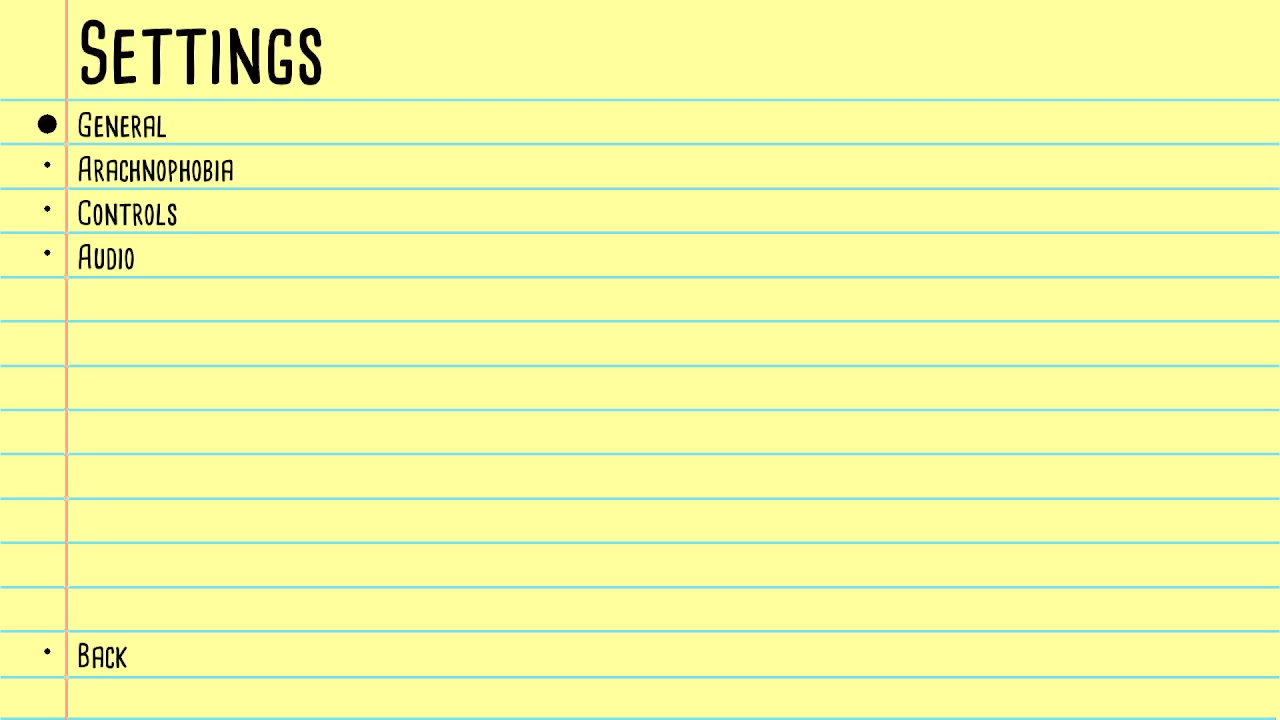 Settings
General
Arachnophobia
Controls
Audio
Back